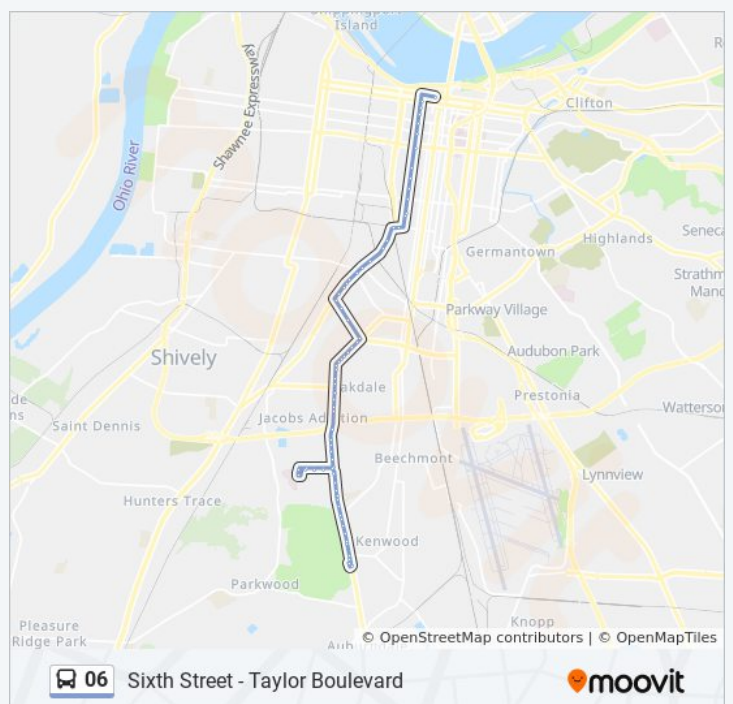 Shippingport
Island
Clifton
Shawnee Expressway
Ohio River
Germantown
Highlands
Seneca
Strathm
Mano
Parkway Village
Shively
Audubon Park
de
ns
akdale
Prestonia
Saint Dennis
Jacobs Addition
Watterson
Beechmont
Lynnview
Hunters Trace
Kenwood
Parkwood
Pleasure
Ridge Park
Knopp
© OpenStreetMap contributors | © OpenMapTiles
06 Sixth Street - Taylor Boulevard
moovit